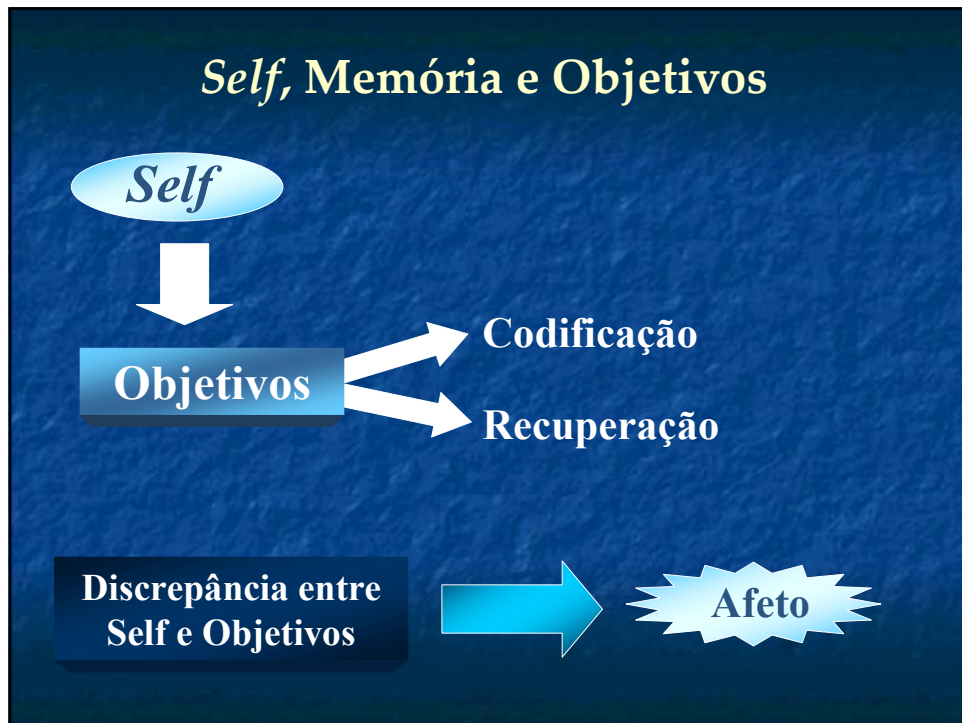 Self, Memória e Objetivos
Self
Objetivos
Codificação
Recuperação
Discrepância entre
Self e Objetivos
Afeto